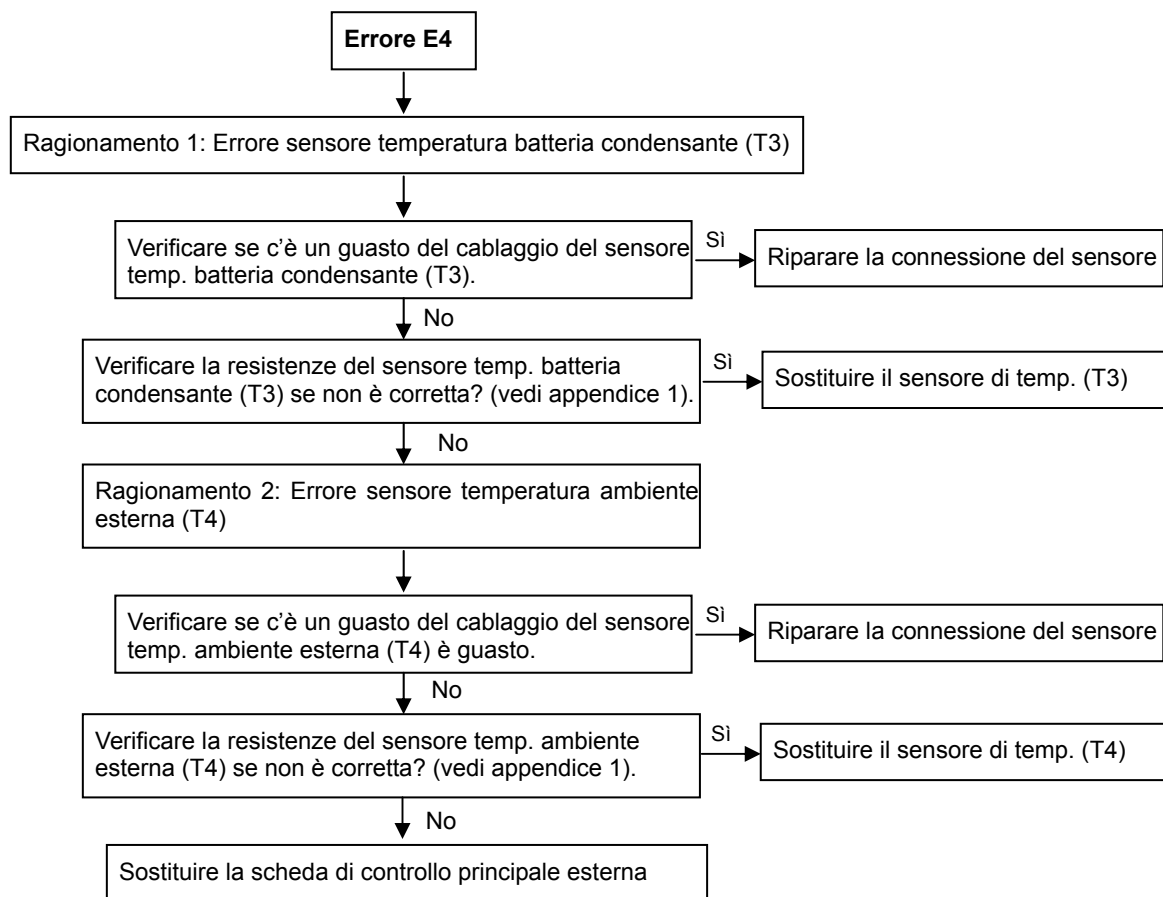 Errore E4
Ragionamento 1: Errore sensore temperatura batteria condensante (T3)
Verificare se c'è un guasto del cablaggio del sensore
temp. batteria condensante (T3).
Sì
Riparare la connessione del sensore
No
Verificare la resistenze del sensore temp. batteria
condensante (T3) se non è corretta? (vedi appendice 1).
Sì
Sostituire il sensore di temp. (T3)
No
Ragionamento 2: Errore sensore temperatura ambiente
esterna (T4)
Verificare se c'è un guasto del cablaggio del sensore
temp. ambiente esterna (T4) è guasto.
Sì
Riparare la connessione del sensore
No
Verificare la resistenze del sensore temp. ambiente
esterna (T4) se non è corretta? (vedi appendice 1).
Sì
Sostituire il sensore di temp. (T4)
No
Sostituire la scheda di controllo principale esterna